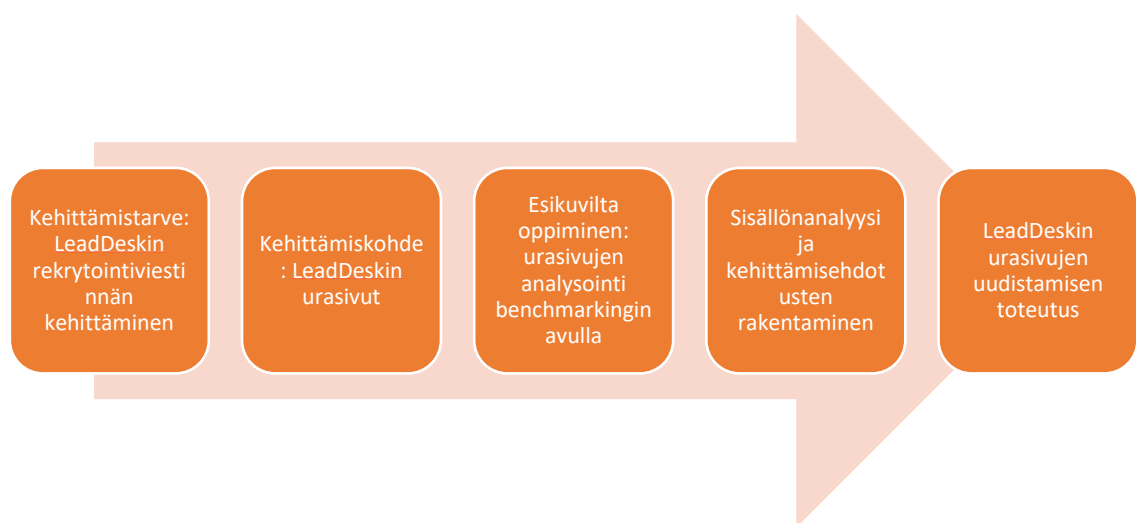 Kehittämistarve:
LeadDeskin
rekrytointiviesti
nnän
kehittäminen
Kehittämiskohde
: LeadDeskin
urasivut
Esikuvilta
oppiminen:
urasivujen
analysointi
benchmarkingin
avulla
Sisällönanalyysi
ja
kehittämisehdot
usten
rakentaminen
LeadDeskin
urasivujen
uudistamisen
toteutus